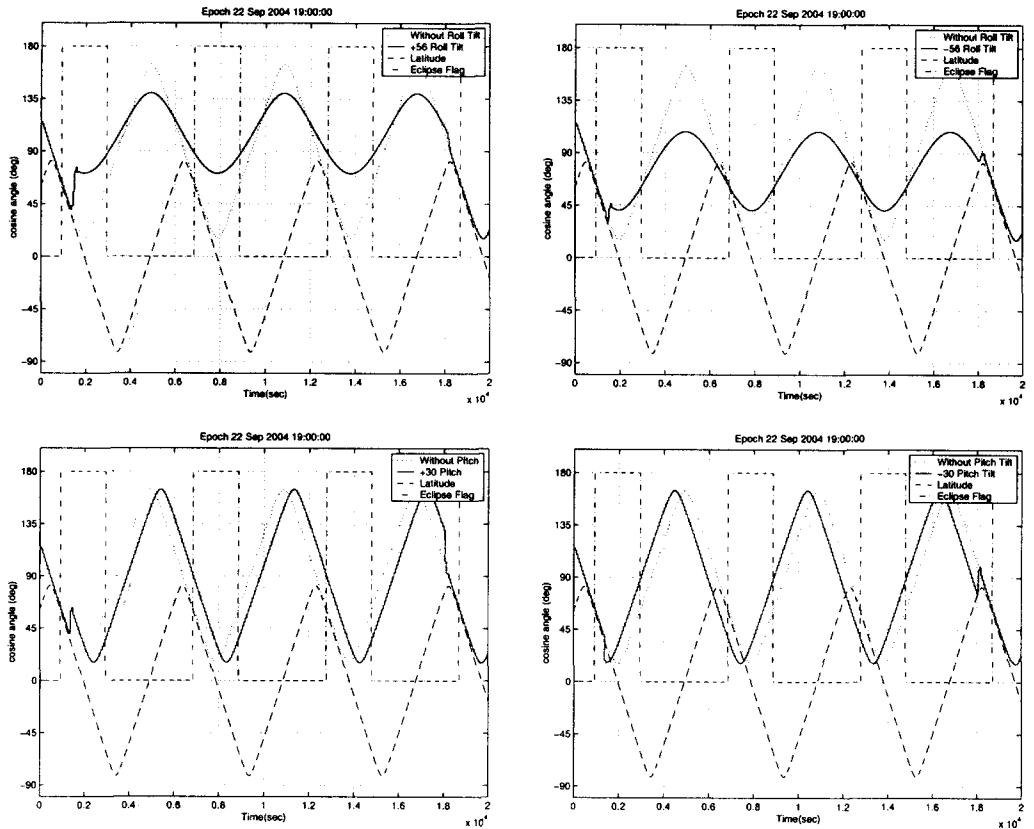 Epoch 22 Sep 2004 19:00:00
180
135
90
45
0
−45
−90
cosine angle (deg)
Without Roll Tilt
+56 Roll Tilt
Latitude
Eclipse Flag
0 0.2 0.4 0.6 0.8 1 1.2 1.4 1.6 1.8 2
Time(sec)
x 10^4
Epoch 22 Sep 2004 19:00:00
180
135
90
45
0
−45
−90
cosine angle (deg)
Without Roll Tilt
−56 Roll Tilt
Latitude
Eclipse Flag
0 0.2 0.4 0.6 0.8 1 1.2 1.4 1.6 1.8 2
Time(sec)
x 10^4
Epoch 22 Sep 2004 19:00:00
180
135
90
45
0
−45
−90
cosine angle (deg)
Without Pitch
+30 Pitch
Latitude
Eclipse Flag
0 0.2 0.4 0.6 0.8 1 1.2 1.4 1.6 1.8 2
Time(sec)
x 10^4
Epoch 22 Sep 2004 19:00:00
180
135
90
45
0
−45
−90
cosine angle (deg)
Without Pitch Tilt
−30 Pitch Tilt
Latitude
Eclipse Flag
0 0.2 0.4 0.6 0.8 1 1.2 1.4 1.6 1.8 2
Time(sec)
x 10^4